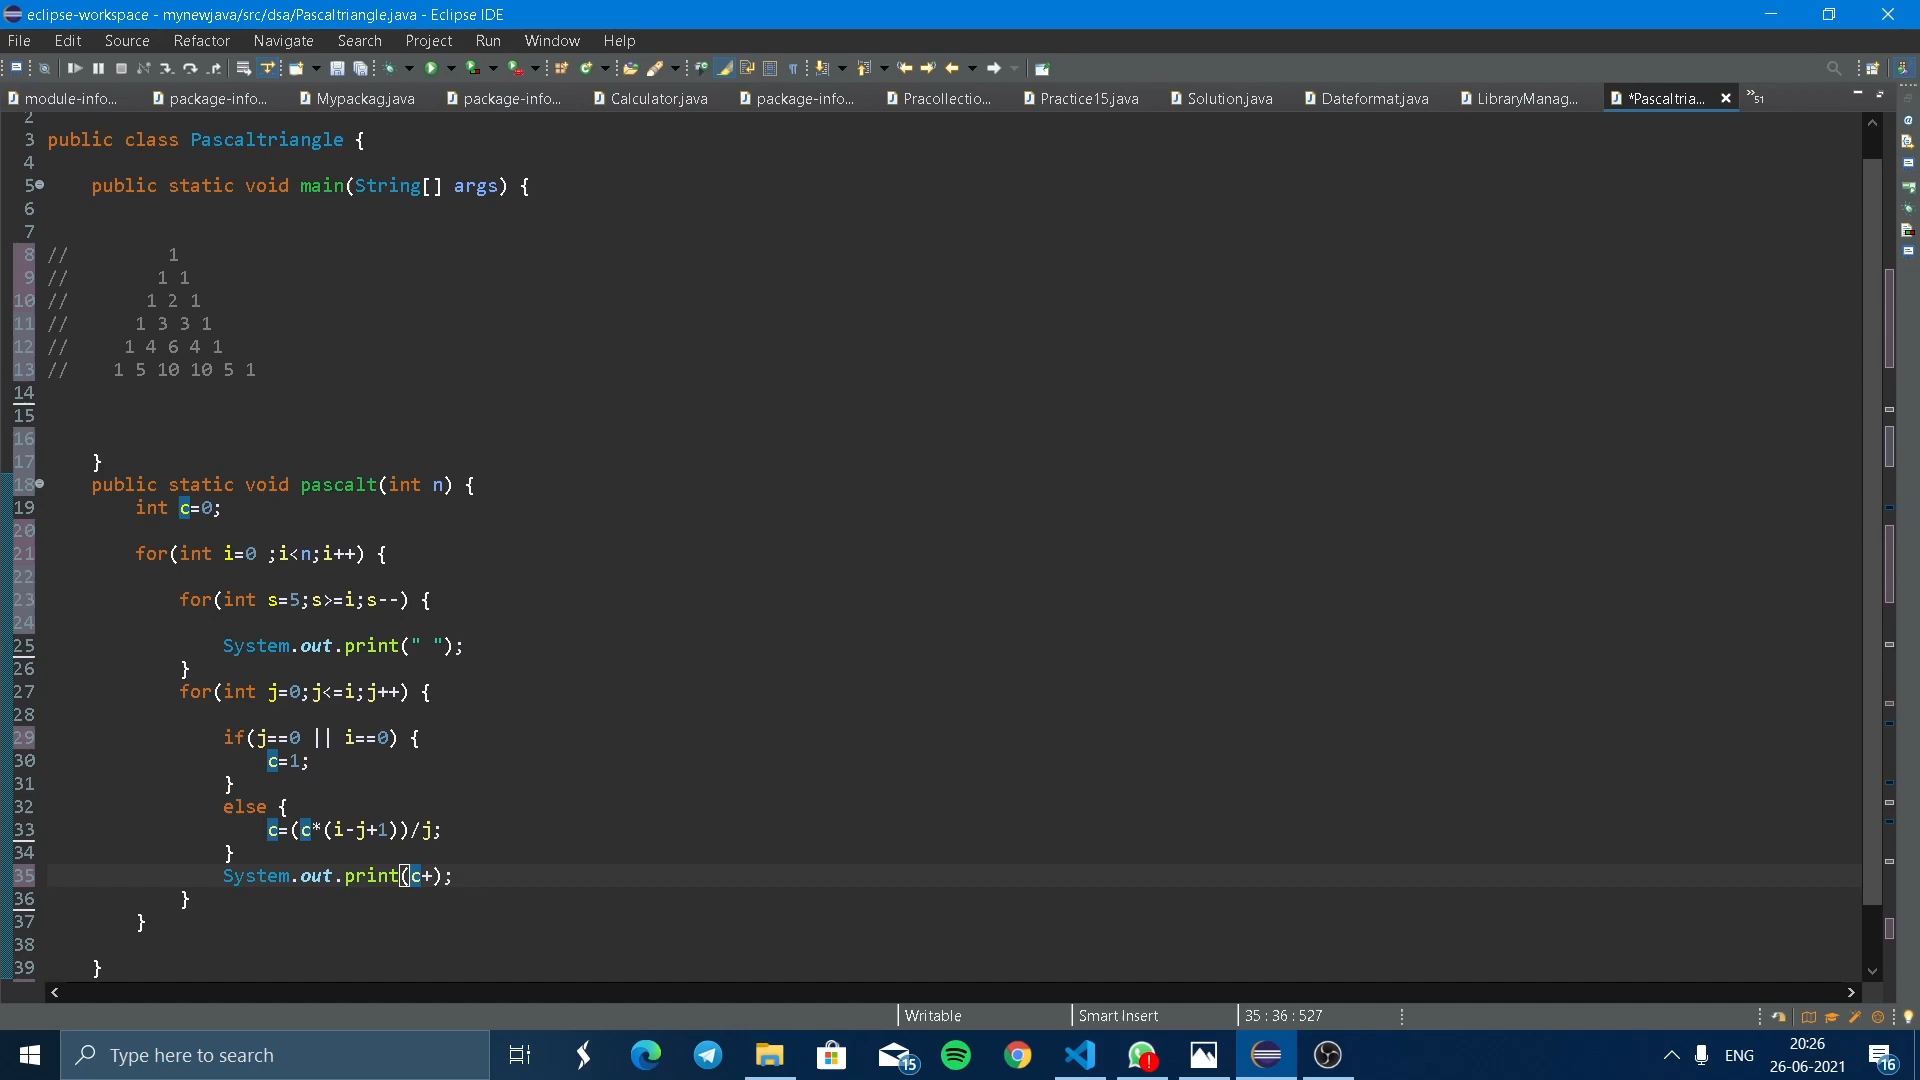 eclipse-workspace - mynewjava/src/dsa/Pascaltriangle.java - Eclipse IDE
File Edit Source Refactor Navigate Search Project Run Window Help
module-info... package-info... Mypackag.java package-info... Calculator.java package-info... Pracollectio... Practice15.java Solution.java Dateformat.java LibraryManag... *Pascaltria... »51
2
3 public class Pascaltriangle {
4
5 public static void main(String[] args) {
6
7
8 // 1
9 // 1 1
10 // 1 2 1
11 // 1 3 3 1
12 // 1 4 6 4 1
13 // 1 5 10 10 5 1
14
15
16
17 }
18 public static void pascalt(int n) {
19 int c=0;
20
21 for(int i=0 ;i<n;i++) {
22
23 for(int s=5;s>=i;s--) {
24
25 System.out.print(" ");
26 }
27 for(int j=0;j<=i;j++) {
28
29 if(j==0 || i==0) {
30 c=1;
31 }
32 else {
33 c=(c*(i-j+1))/j;
34 }
35 System.out.print(c+);
36 }
37 }
38
39 }
Writable Smart Insert 35 : 36 : 527
Type here to search 15 ENG 20:26 16
26-06-2021